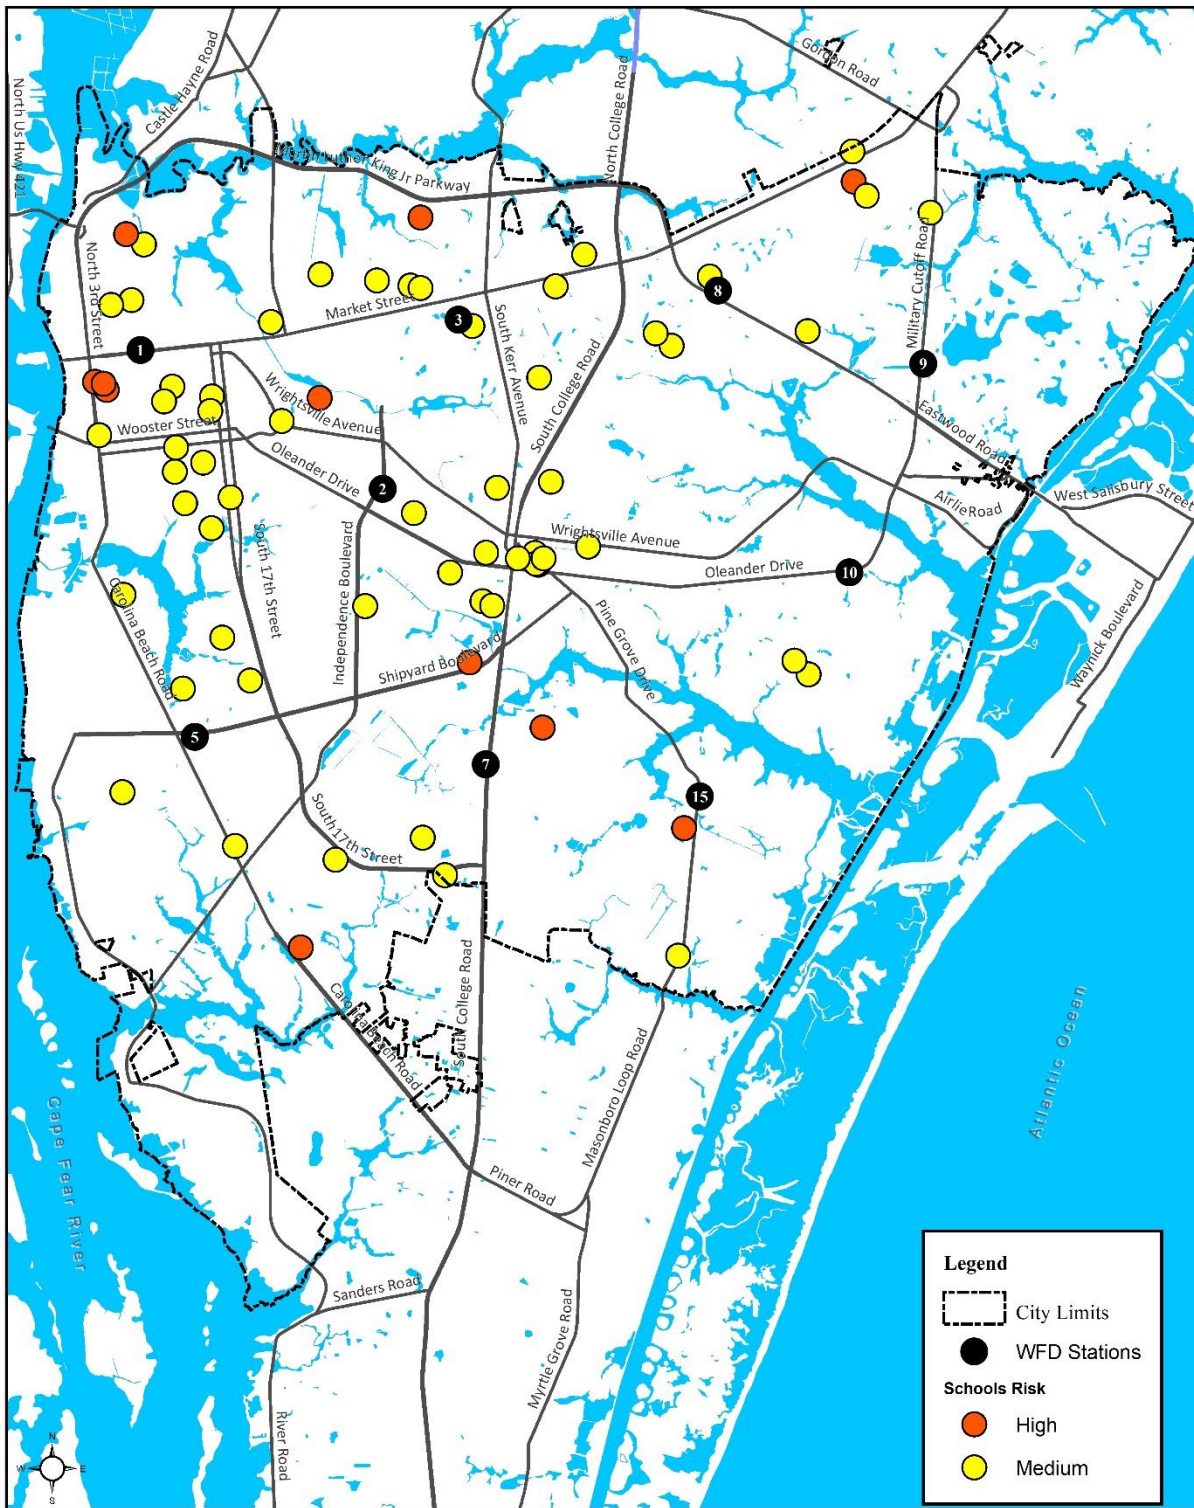 Gordon Road
Castle Hayne Road
North Us Hwy 421
North College Road
Martin Luther King Jr Parkway
North 3rd Street
Market Street
Military Cutoff Road
8
3
1
South Kerr Avenue
South College Road
9
Wrightsville Avenue
Wooster Street
Eastwood Road
Oleander Drive
2
West Salisbury Street
Airlie Road
Wrightsville Avenue
South 17th Street
Independence Boulevard
Oleander Drive
10
Carolina Beach Road
Pine Grove Drive
Waynick Boulevard
Shipyard Boulevard
5
7
15
South 17th Street
South College Road
Carolina Beach Road
Masonboro Loop Road
Atlantic Ocean
Cape Fear River
Piner Road
Sanders Road
Myrtle Grove Road
River Road
N
W E
S
Legend
City Limits
WFD Stations
Schools Risk
High
Medium